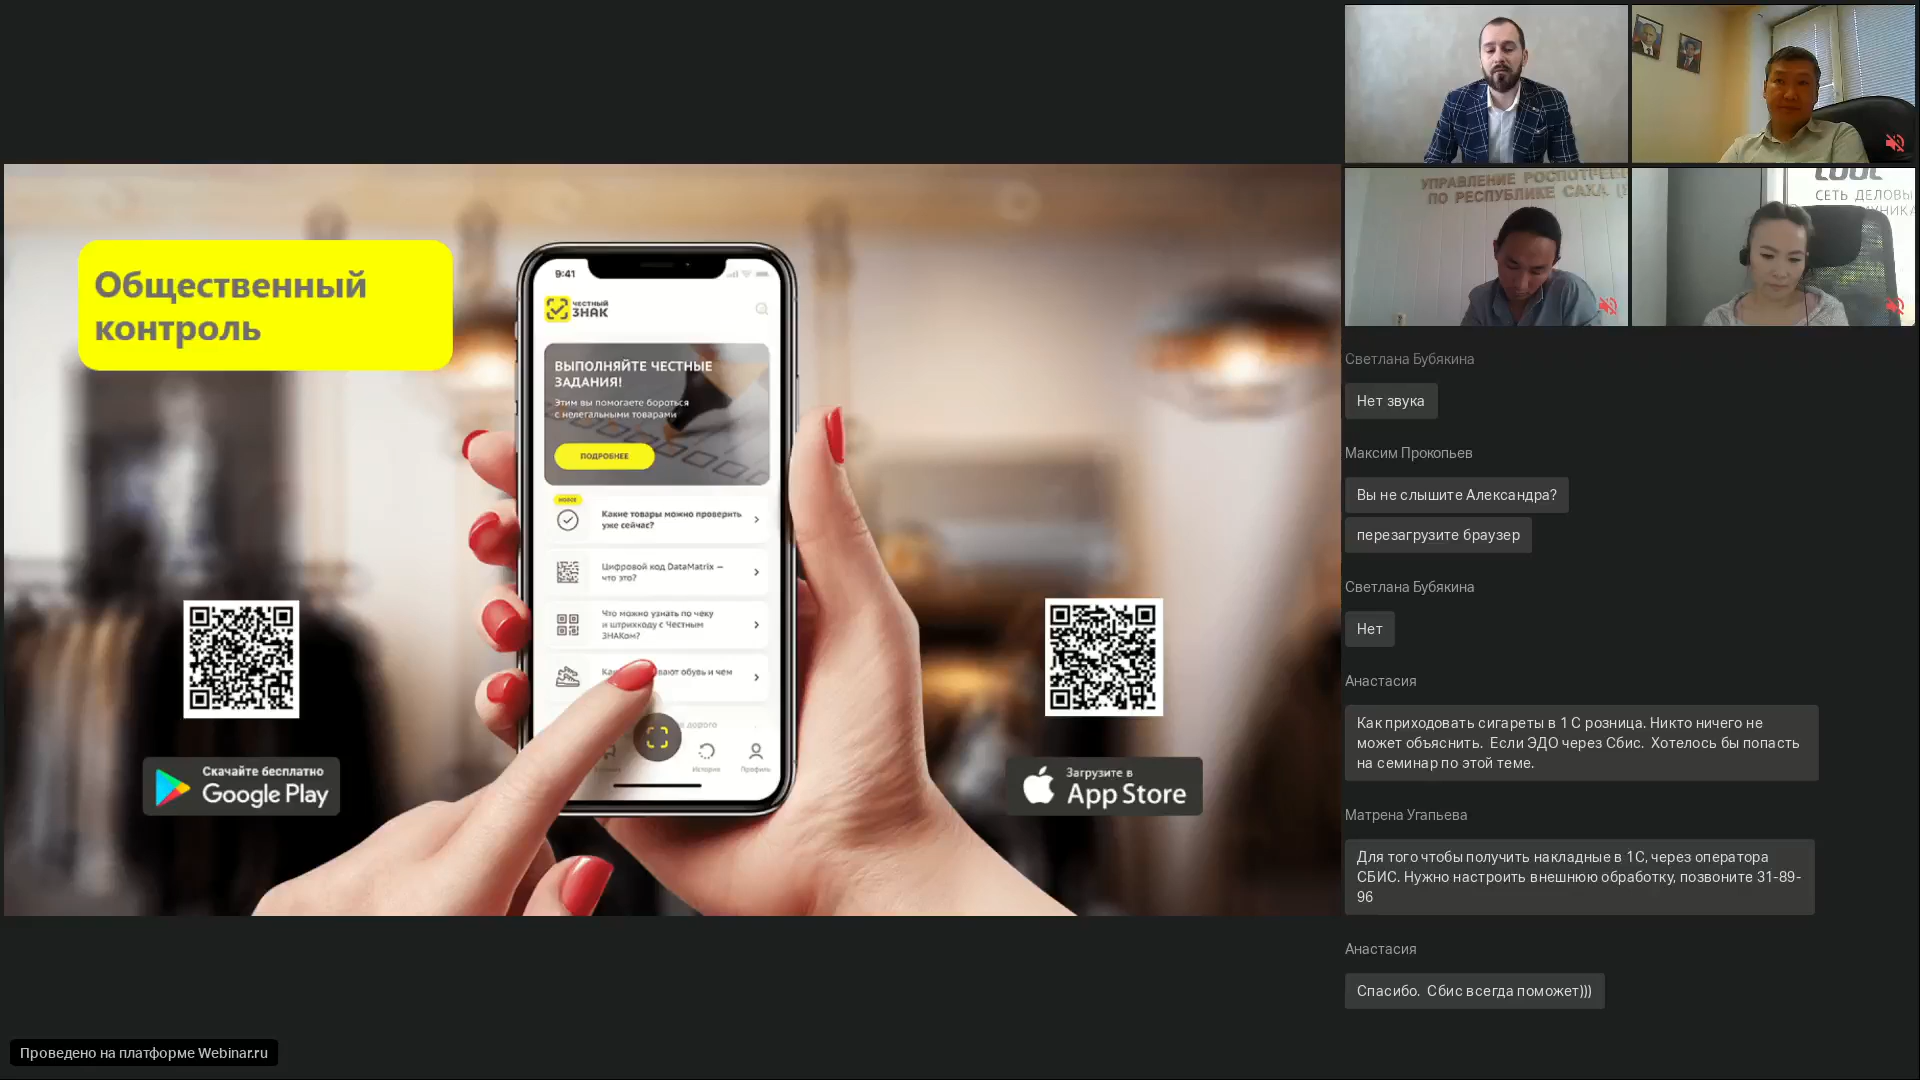 Общественный
контроль
9:41
ЧЕСТНЫЙ
ЗНАК
ВЫПОЛНЯЙТЕ ЧЕСТНЫЕ
ЗАДАНИЯ!
Этим вы помогаете бороться
с нелегальными товарами
ПОДРОБНЕЕ
НОВОЕ
Какие товары можно проверить
уже сейчас?
Цифровой код DataMatrix —
что это?
Что можно узнать по чеку
и штрихкоду с Честным
ЗНАКом?
обувь и чем
дорого
История
Профиль
Скачайте бесплатно
Google Play
Загрузите в
App Store
УПРАВЛЕНИЕ РОСПОТРЕБ
ПО РЕСПУБЛИКЕ САХА (
СЕТЬ ДЕЛОВЫ
УНИКА
Светлана Бубякина
Нет звука
Максим Прокопьев
Вы не слышите Александра?
перезагрузите браузер
Светлана Бубякина
Нет
Анастасия
Как приходовать сигареты в 1 С розница. Никто ничего не
может объяснить.  Если ЭДО через Сбис.  Хотелось бы попасть
на семинар по этой теме.
Матрена Угапьева
Для того чтобы получить накладные в 1С, через оператора
СБИС. Нужно настроить внешнюю обработку, позвоните 31-89-
96
Анастасия
Спасибо.  Сбис всегда поможет)))
Проведено на платформе Webinar.ru